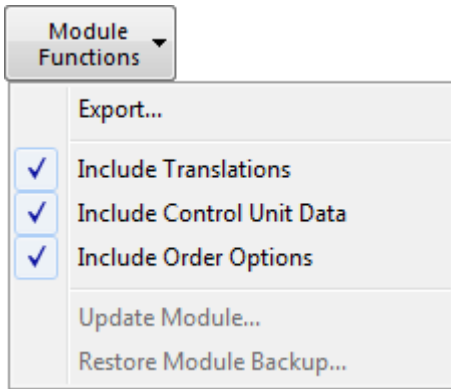 Module
Functions
Export...
Include Translations
Include Control Unit Data
Include Order Options
Update Module...
Restore Module Backup...